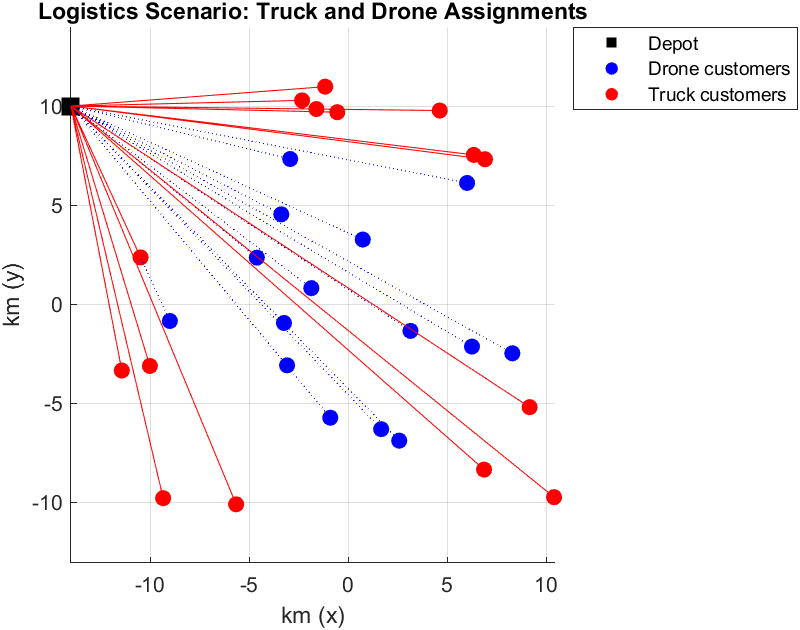 Logistics Scenario: Truck and Drone Assignments
Depot
Drone customers
Truck customers
10
5
0
-5
-10
km (y)
-10
-5
0
5
10
km (x)